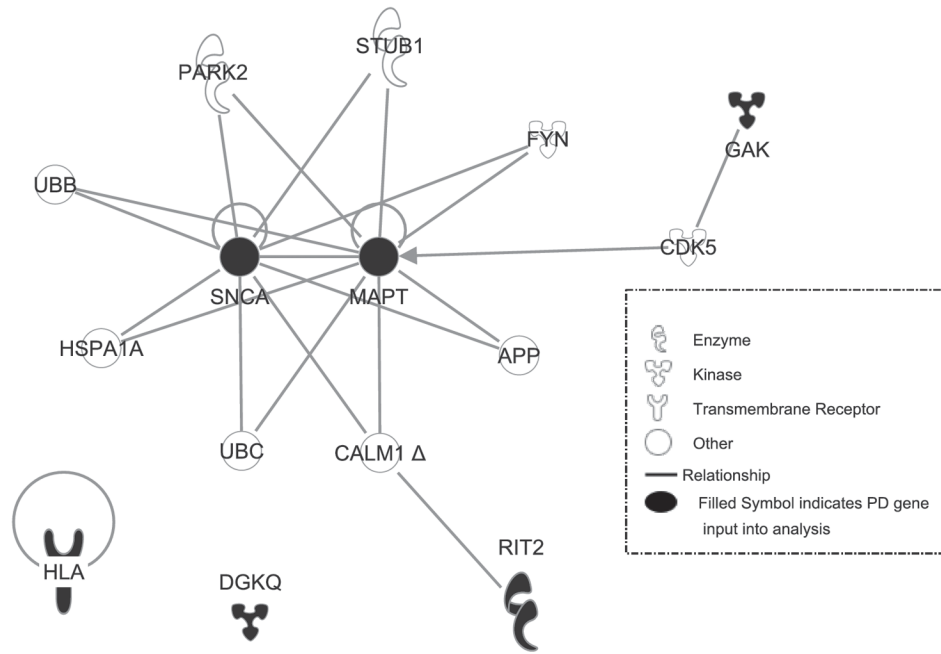 STUB1
PARK2
FYN
GAK
UBB
CDK5
SNCA
MAPT
HSPA1A
APP
UBC
CALM1 Δ
RIT2
HLA
DGKQ
Enzyme
Kinase
Transmembrane Receptor
Other
Relationship
Filled Symbol indicates PD gene
input into analysis